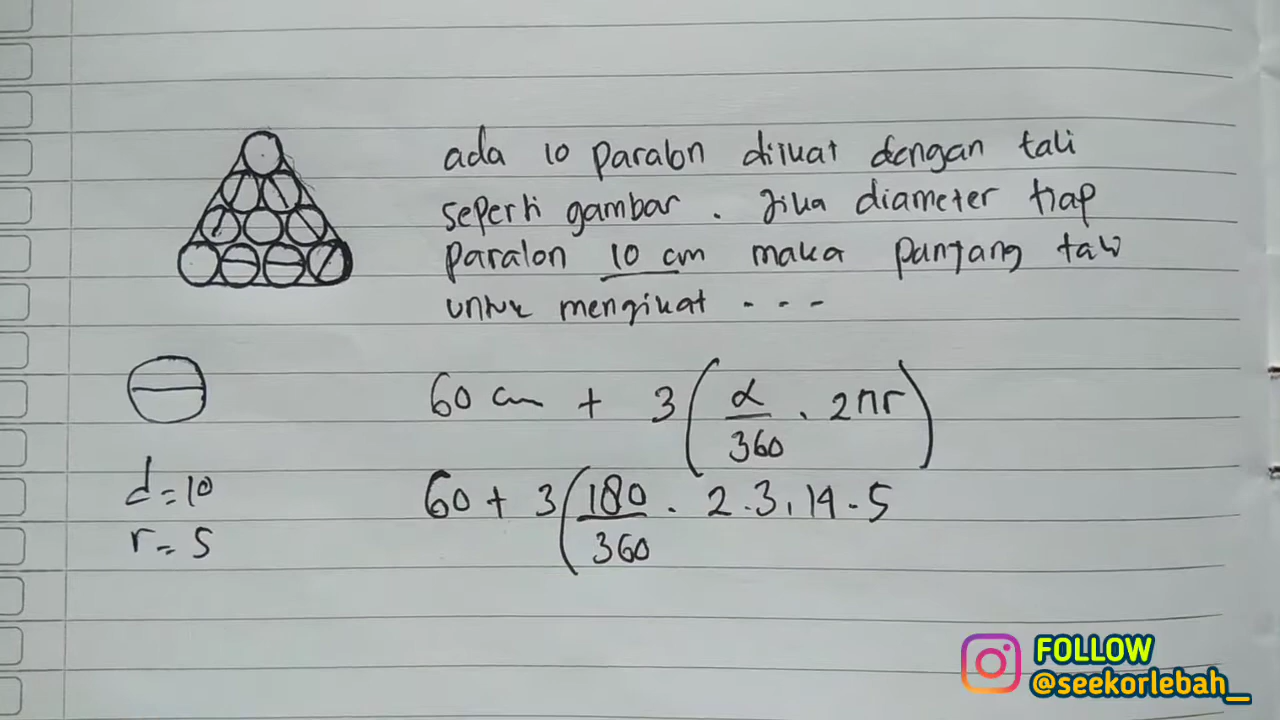 ada 10 paralon diikat dengan tali
seperti gambar. Jika diameter tiap
paralon 10 cm maka panjang tali
untuk mengikat ...
60 cm + 3 ( α/360 . 2πr )
d = 10
60 + 3 ( 180/360 . 2 . 3,14 . 5
r = 5
FOLLOW
@seekorlebah_